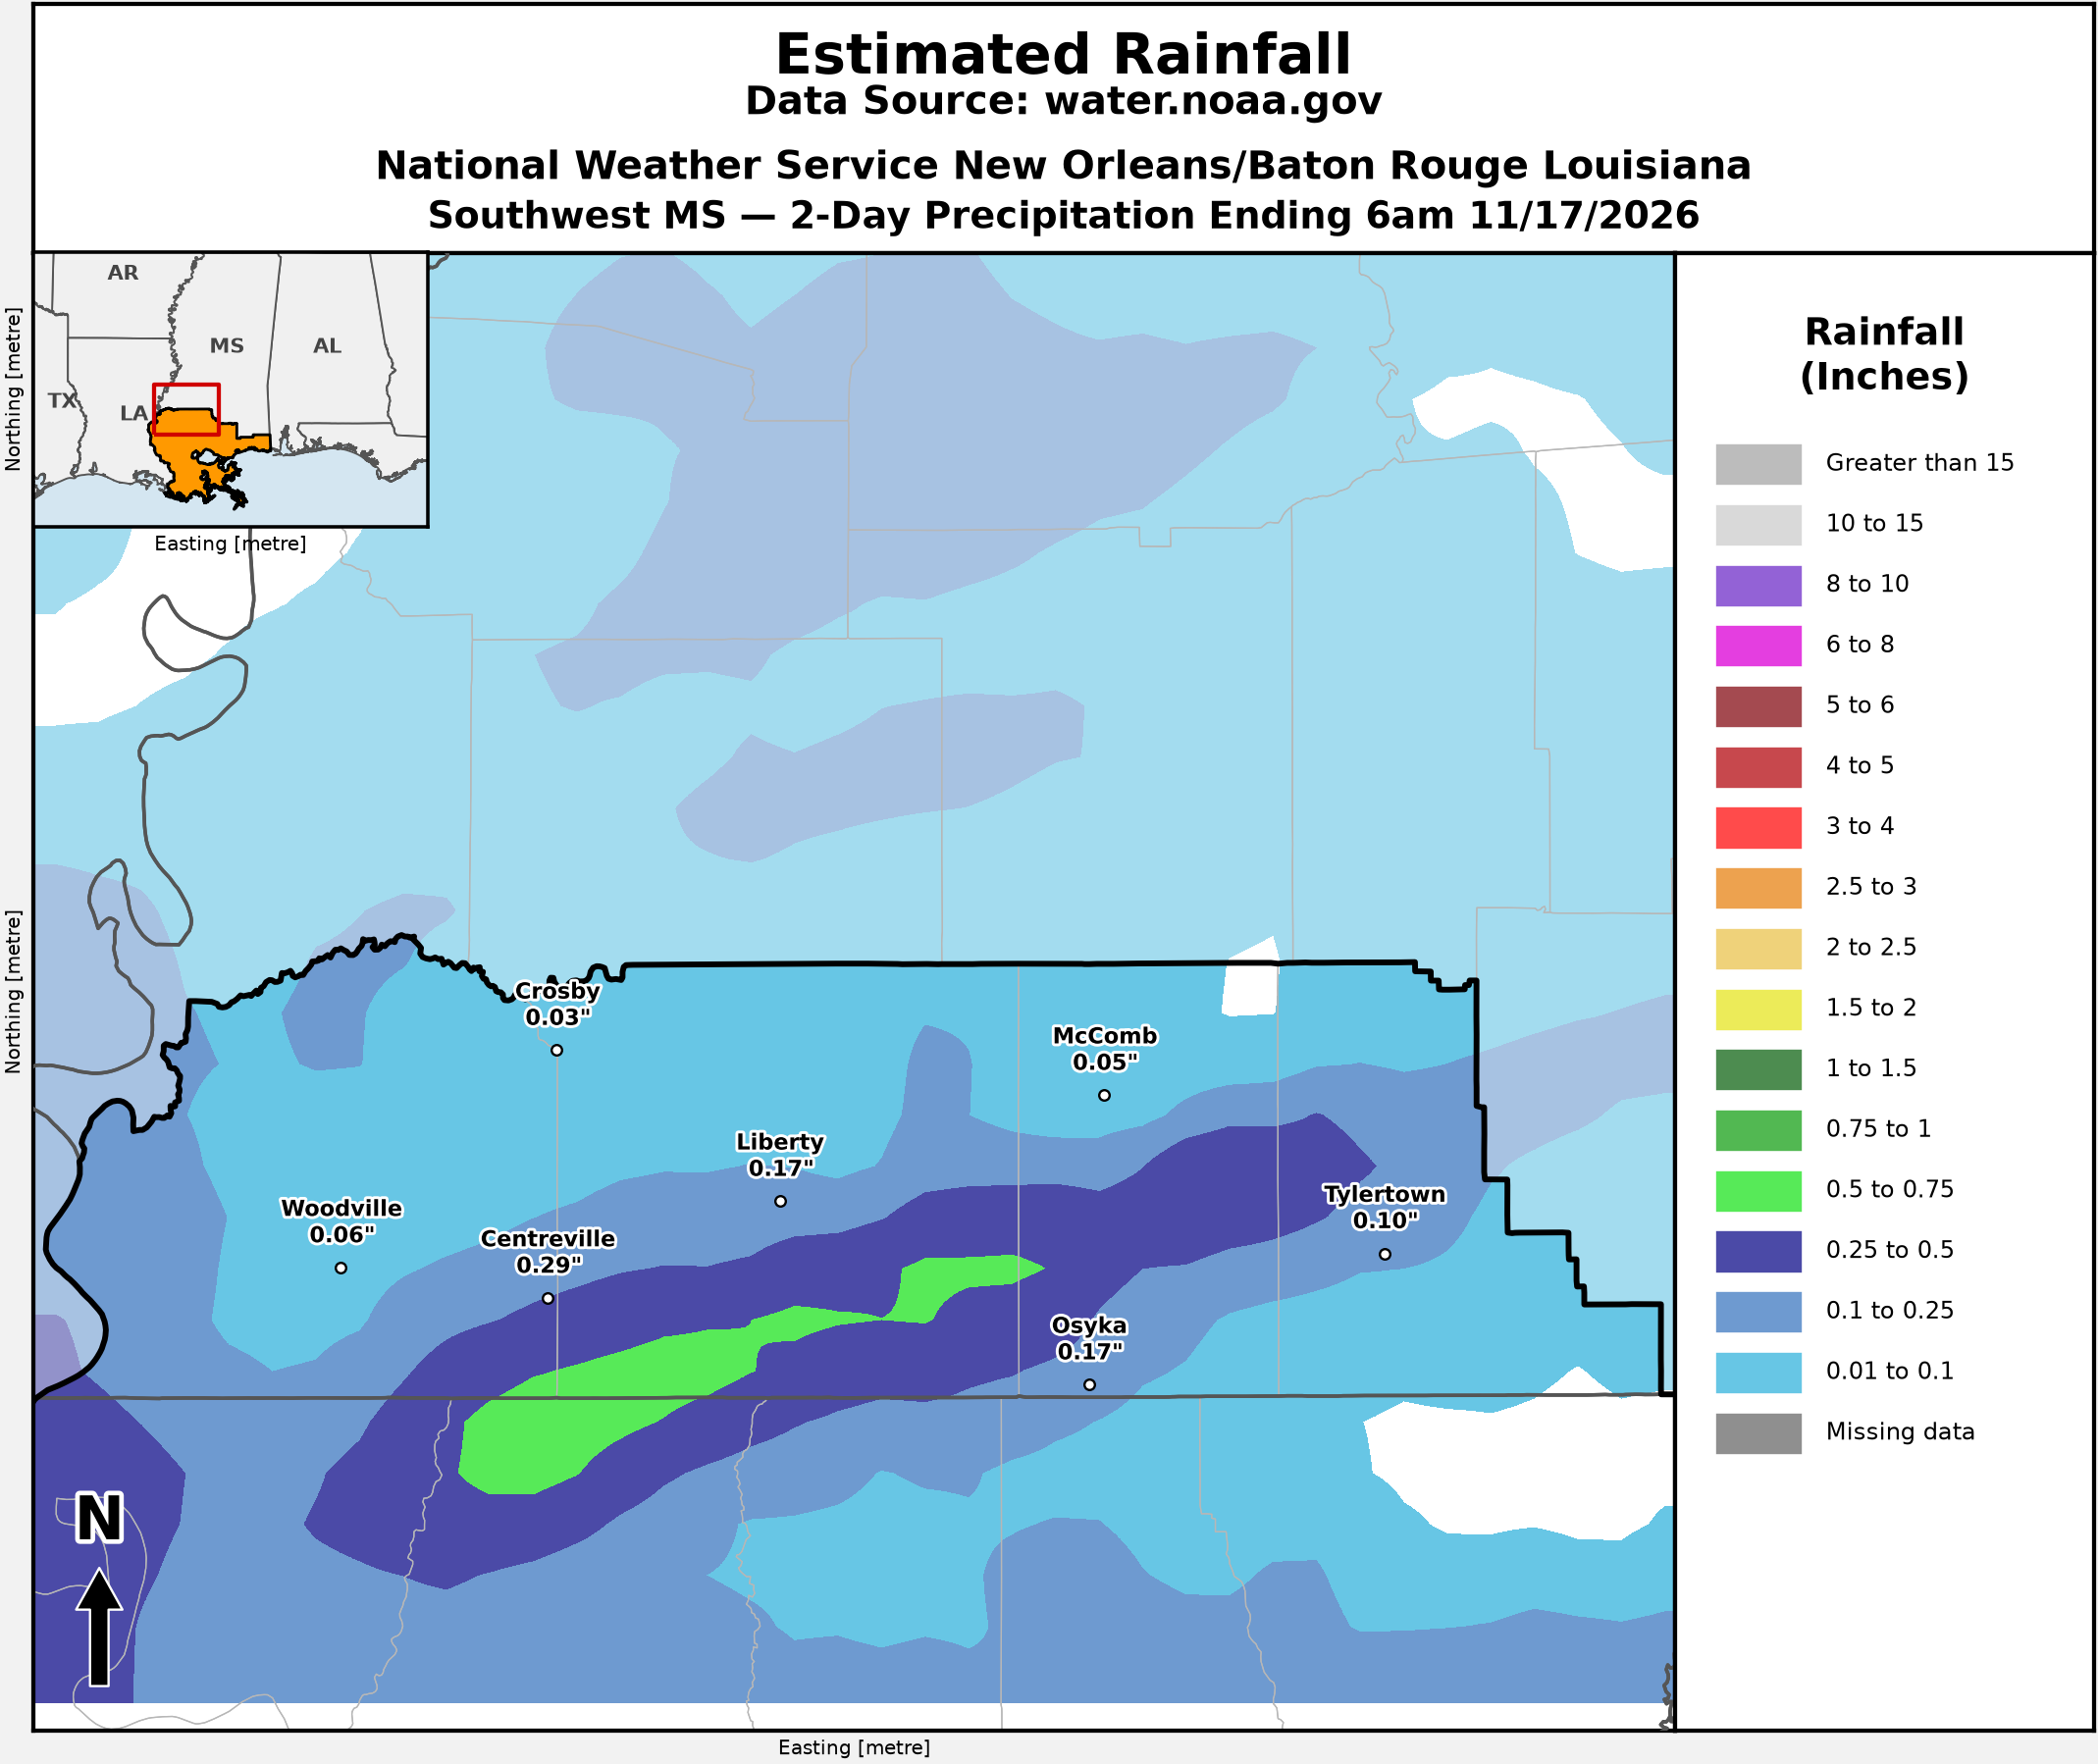 Estimated Rainfall
Data Source: water.noaa.gov
National Weather Service New Orleans/Baton Rouge Louisiana
Southwest MS — 2-Day Precipitation Ending 6am 11/17/2026
Northing [metre]
AR
MS
AL
TX
LA
Easting [metre]
Northing [metre]
Crosby
0.03"
McComb
0.05"
Liberty
0.17"
Woodville
0.06"
Centreville
0.29"
Tylertown
0.10"
Osyka
0.17"
N
Easting [metre]
Rainfall
(Inches)
Greater than 15
10 to 15
8 to 10
6 to 8
5 to 6
4 to 5
3 to 4
2.5 to 3
2 to 2.5
1.5 to 2
1 to 1.5
0.75 to 1
0.5 to 0.75
0.25 to 0.5
0.1 to 0.25
0.01 to 0.1
Missing data